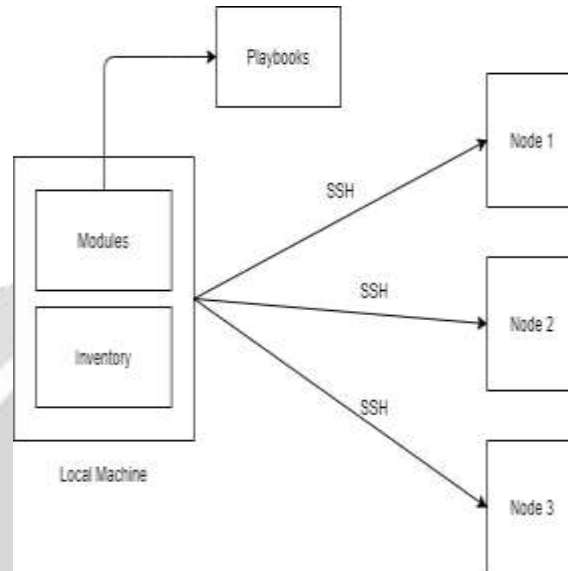 Playbooks
Node 1
SSH
Modules
SSH
Node 2
Inventory
SSH
Local Machine
Node 3